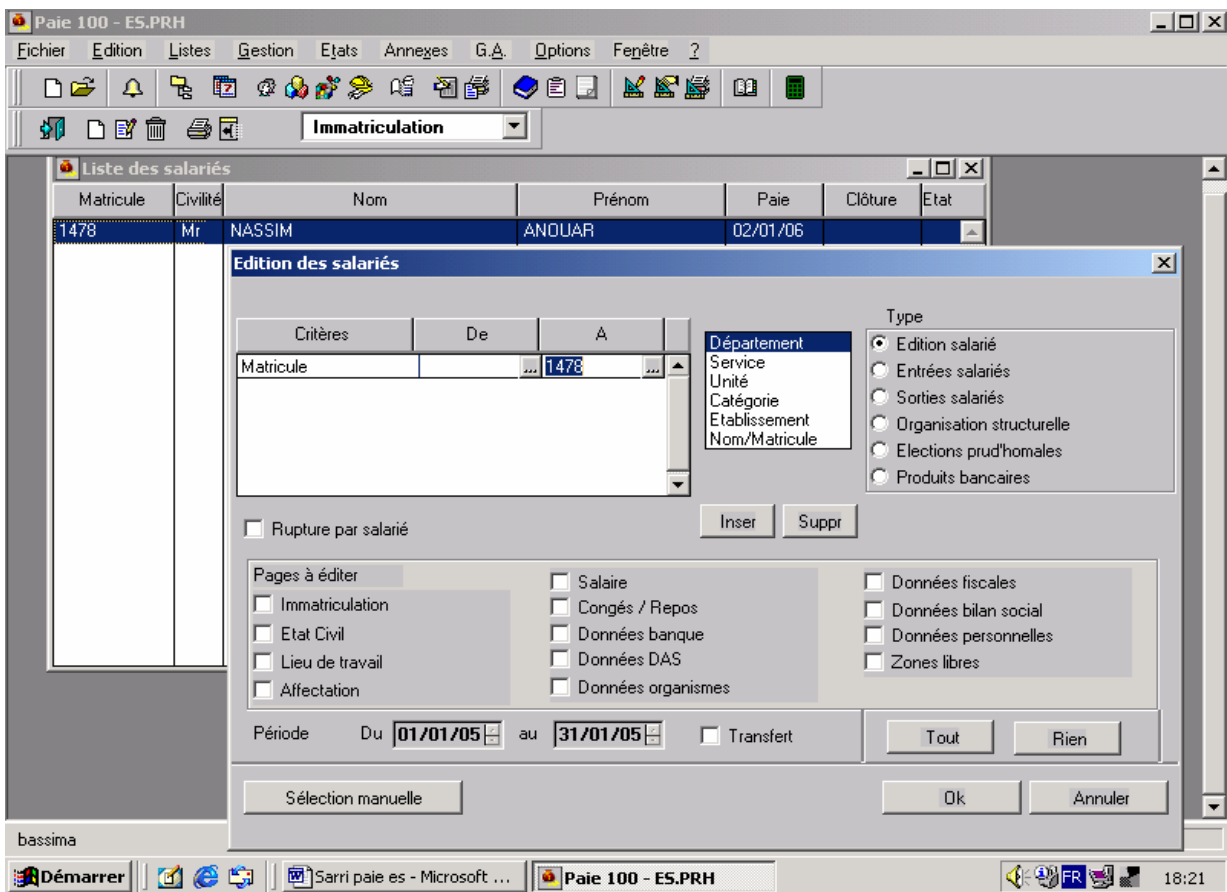 Paie 100 - ES.PRH
Fichier Edition Listes Gestion Etats Annexes G.A. Options Fenêtre ?
Immatriculation
Liste des salariés
Matricule Civilité Nom Prénom Paie Clôture Etat
1478 Mr NASSIM ANOUAR 02/01/06
Edition des salariés
Critères De A
Matricule ... 1478 ...
Département
Service
Unité
Catégorie
Etablissement
Nom/Matricule
Type
Edition salarié
Entrées salariés
Sorties salariés
Organisation structurelle
Elections prud'homales
Produits bancaires
Inser Suppr
Rupture par salarié
Pages à éditer
Immatriculation
Etat Civil
Lieu de travail
Affectation
Salaire
Congés / Repos
Données banque
Données DAS
Données organismes
Données fiscales
Données bilan social
Données personnelles
Zones libres
Période Du 01/01/05 au 31/01/05 Transfert Tout Rien
Sélection manuelle Ok Annuler
bassima
Démarrer Sarri paie es - Microsoft ... Paie 100 - ES.PRH FR 18:21